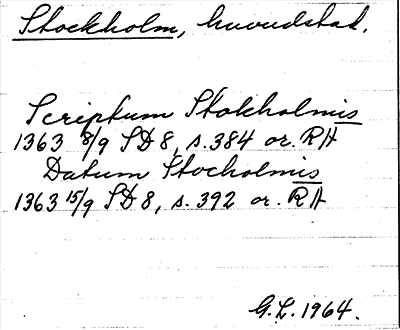 Stockholm, huvudstad.
Scriptum Stokholmis
1363 8/9 SD 8, s. 384 or. RA
Datum Stocholmis
1363 15/9 SD 8, s. 392 or. RA
G.L. 1964.